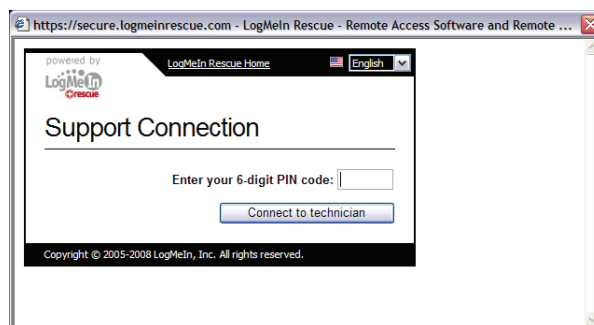 https://secure.logmeinrescue.com - LogMeIn Rescue - Remote Access Software and Remote ...
powered by
LogMeIn
rescue
LogMeIn Rescue Home
English
Support Connection
Enter your 6-digit PIN code:
Connect to technician
Copyright © 2005-2008 LogMeIn, Inc. All rights reserved.